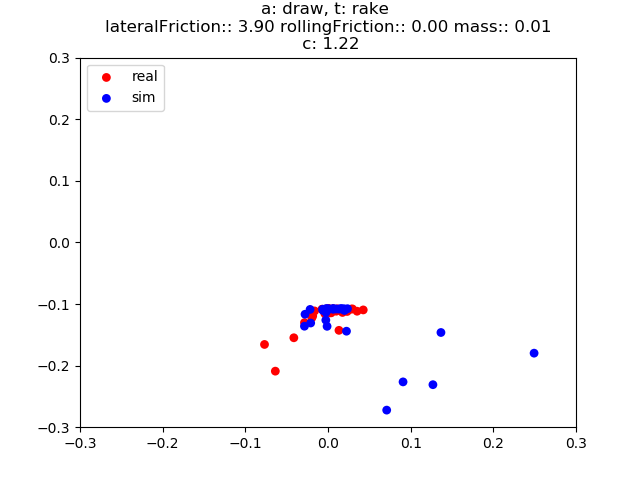 a: draw, t: rake
lateralFriction:: 3.90 rollingFriction:: 0.00 mass:: 0.01
c: 1.22
real
sim
0.3
0.2
0.1
0.0
−0.1
−0.2
−0.3
−0.3 −0.2 −0.1 0.0 0.1 0.2 0.3